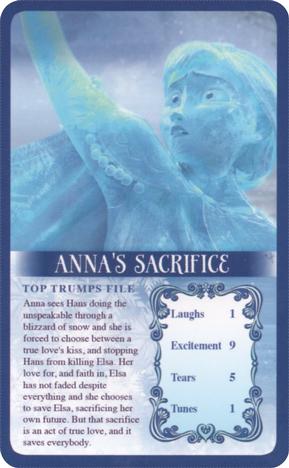 ANNA'S SACRIFICE
TOP TRUMPS FILE
Anna sees Hans doing the
unspeakable through a
blizzard of snow and she is
forced to choose between a
true love's kiss, and stopping
Hans from killing Elsa. Her
love for, and faith in, Elsa
has not faded despite
everything and she chooses
to save Elsa, sacrificing her
own future. But that sacrifice
is an act of true love, and it
saves everybody.
Laughs 1
Excitement 9
Tears 5
Tunes 1